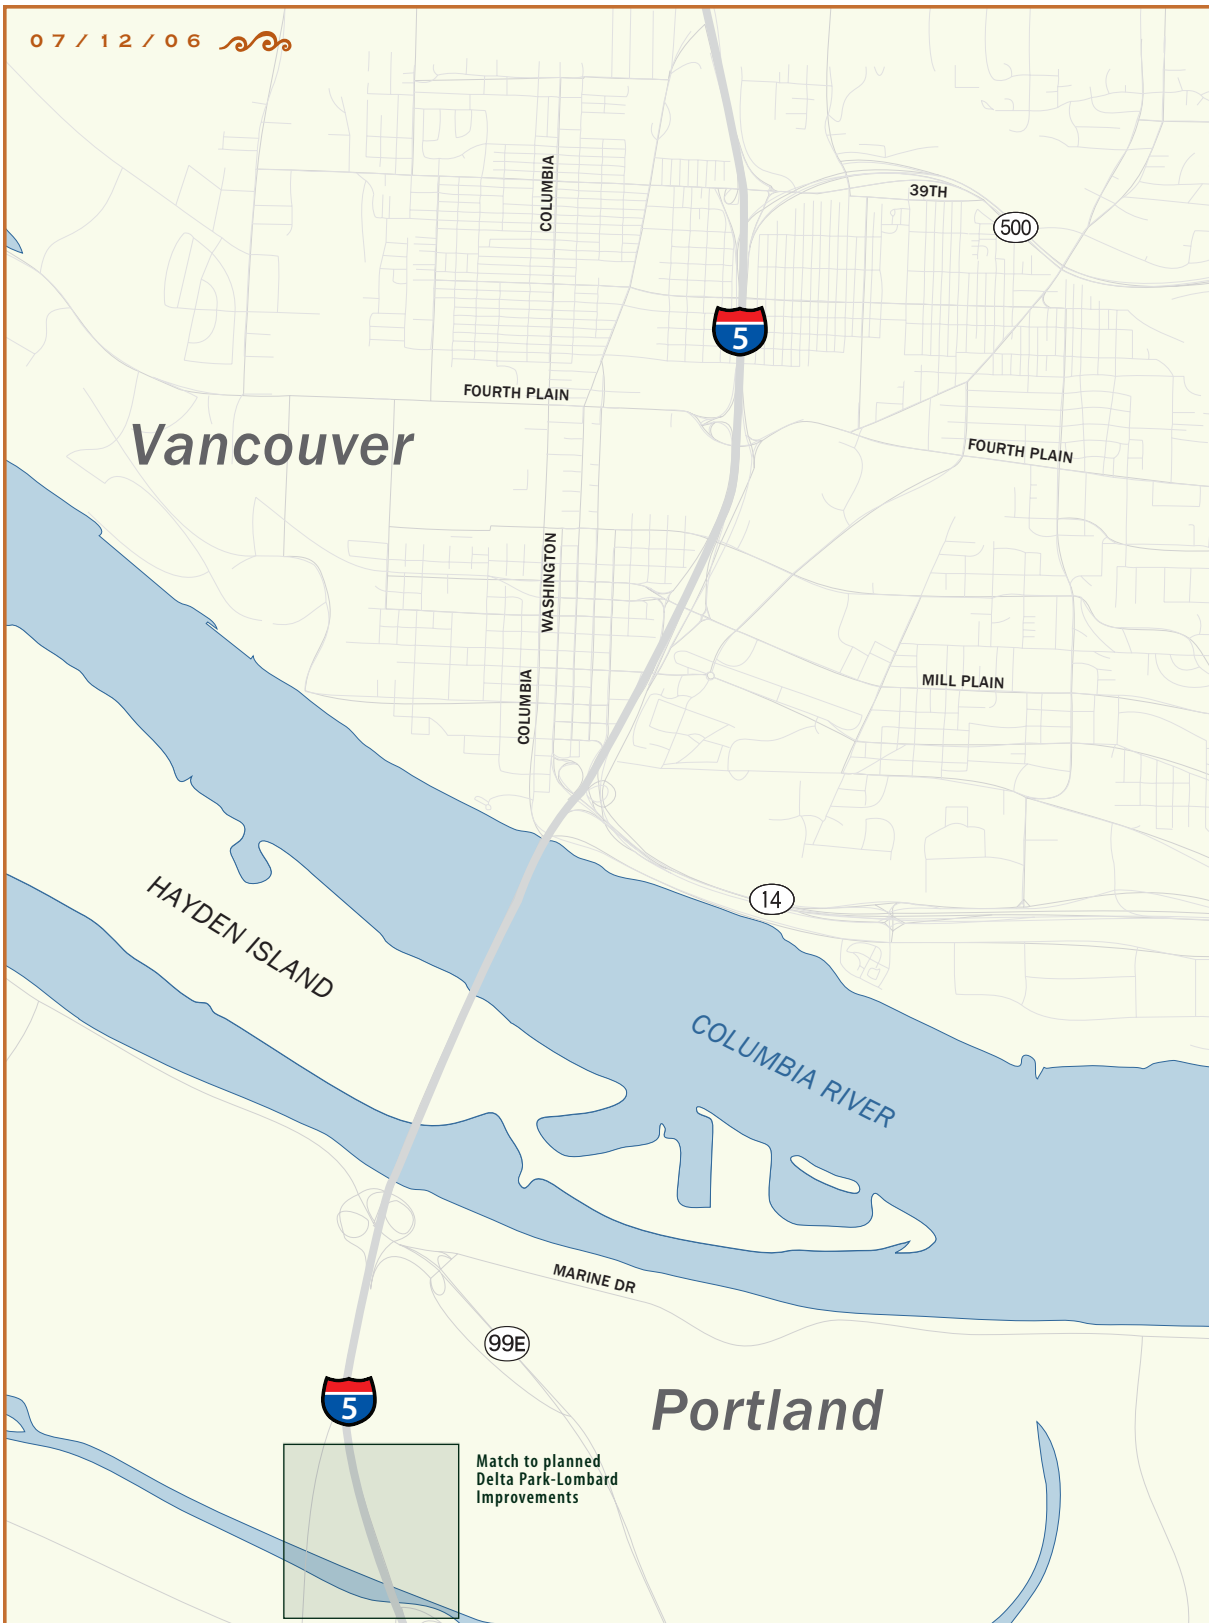 07/12/06
COLUMBIA
39TH
500
5
FOURTH PLAIN
Vancouver
FOURTH PLAIN
WASHINGTON
COLUMBIA
MILL PLAIN
HAYDEN ISLAND
14
COLUMBIA RIVER
MARINE DR
99E
5
Portland
Match to planned
Delta Park-Lombard
Improvements